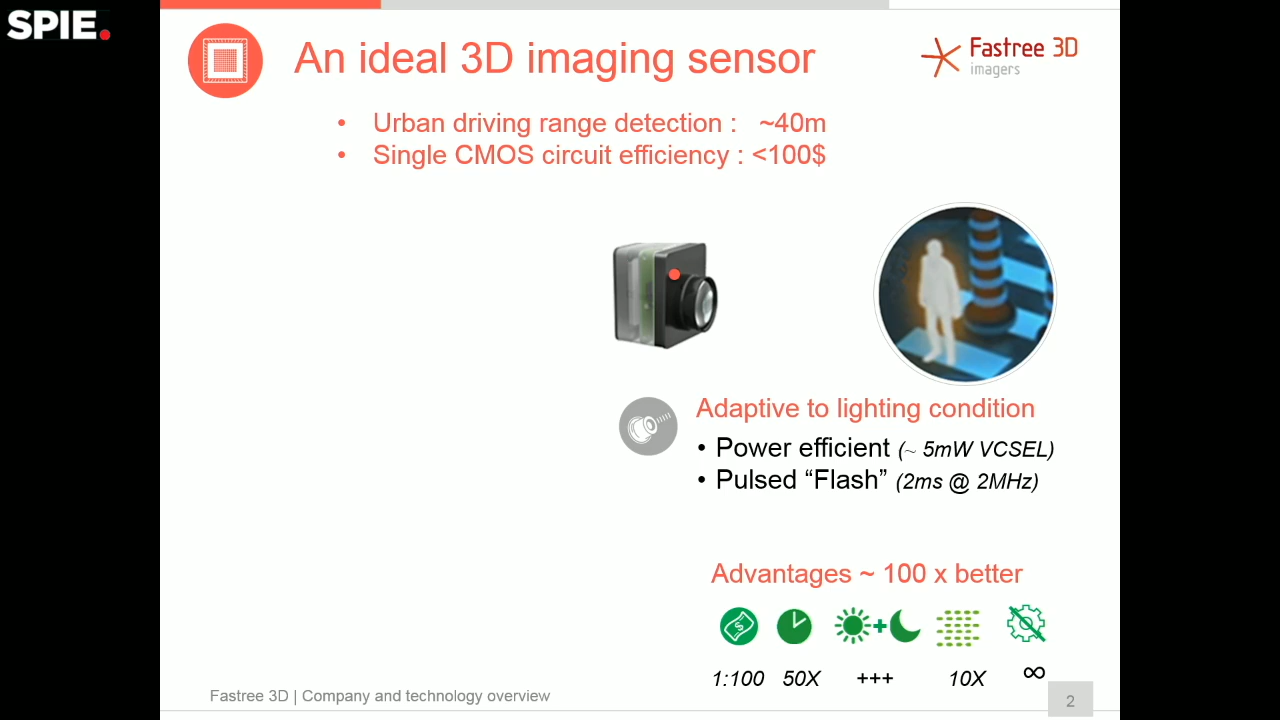 SPIE.
An ideal 3D imaging sensor
Fastree 3D
imagers
• Urban driving range detection : ~40m
• Single CMOS circuit efficiency : <100$
Adaptive to lighting condition
• Power efficient (~ 5mW VCSEL)
• Pulsed “Flash” (2ms @ 2MHz)
Advantages ~ 100 x better
1:100 50X +++ 10X ∞
Fastree 3D | Company and technology overview
2